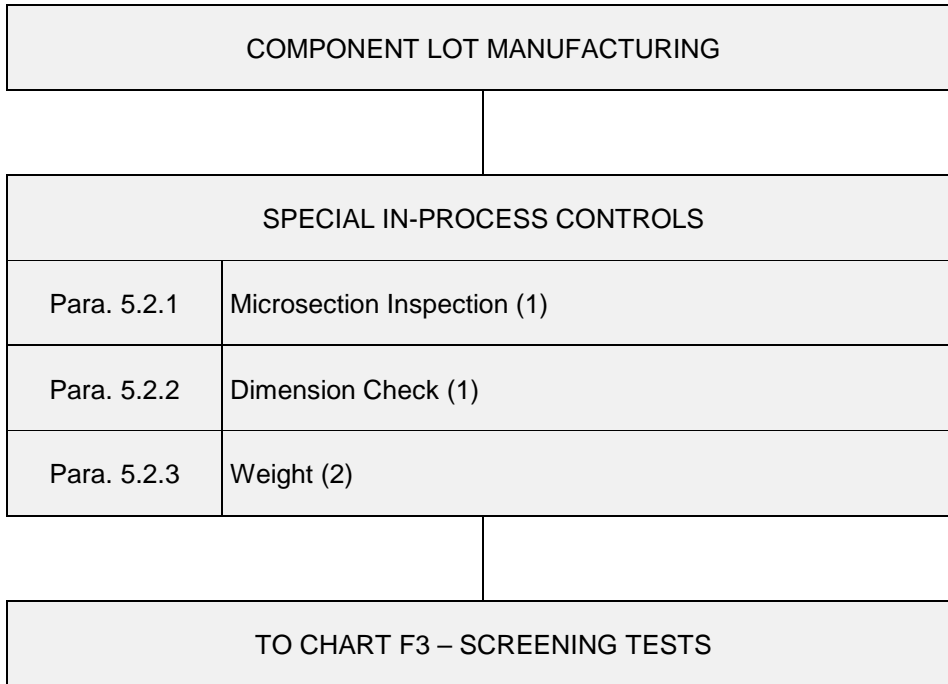 COMPONENT LOT MANUFACTURING
SPECIAL IN-PROCESS CONTROLS
Para. 5.2.1 Microsection Inspection (1)
Para. 5.2.2 Dimension Check (1)
Para. 5.2.3 Weight (2)
TO CHART F3 – SCREENING TESTS